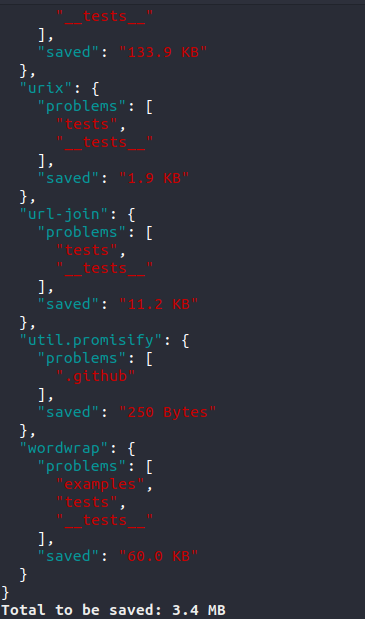 "__tests__"
],
"saved": "133.9 KB"
},
"urix": {
"problems": [
"tests",
"__tests__"
],
"saved": "1.9 KB"
},
"url-join": {
"problems": [
"tests",
"__tests__"
],
"saved": "11.2 KB"
},
"util.promisify": {
"problems": [
".github"
],
"saved": "250 Bytes"
},
"wordwrap": {
"problems": [
"examples",
"tests",
"__tests__"
],
"saved": "60.0 KB"
}
}
Total to be saved: 3.4 MB